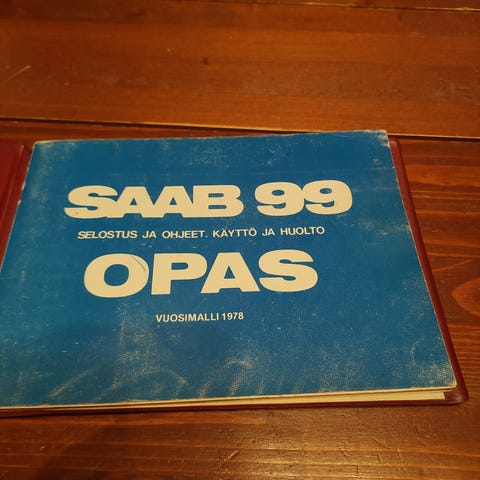 SAAB 99
SELOSTUS JA OHJEET. KÄYTTÖ JA HUOLTO
OPAS
VUOSIMALLI 1978